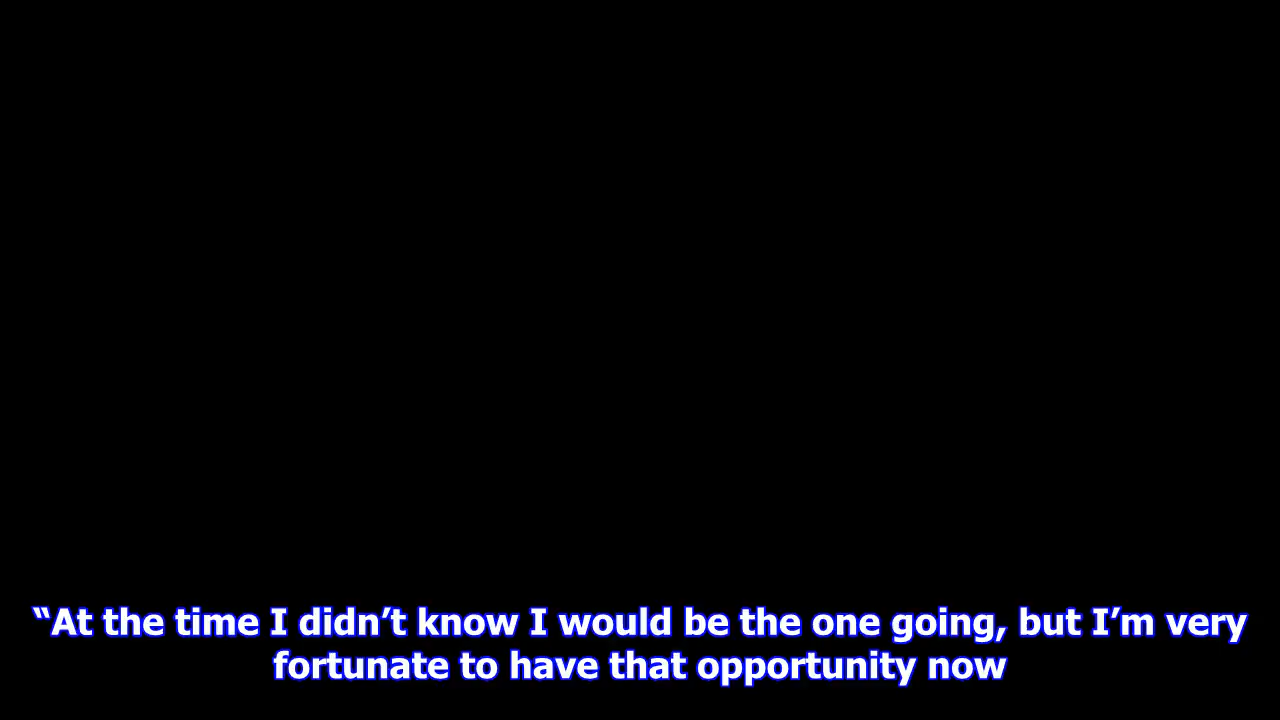 “At the time I didn’t know I would be the one going, but I’m very
fortunate to have that opportunity now